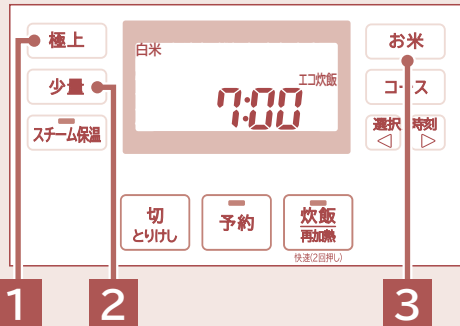 極上
少量
スチーム保温
白米
エコ炊飯
7:00
お米
コース
選択 時刻
切
とりけし
予約
炊飯
再加熱
快速(2回押し)
1
2
3